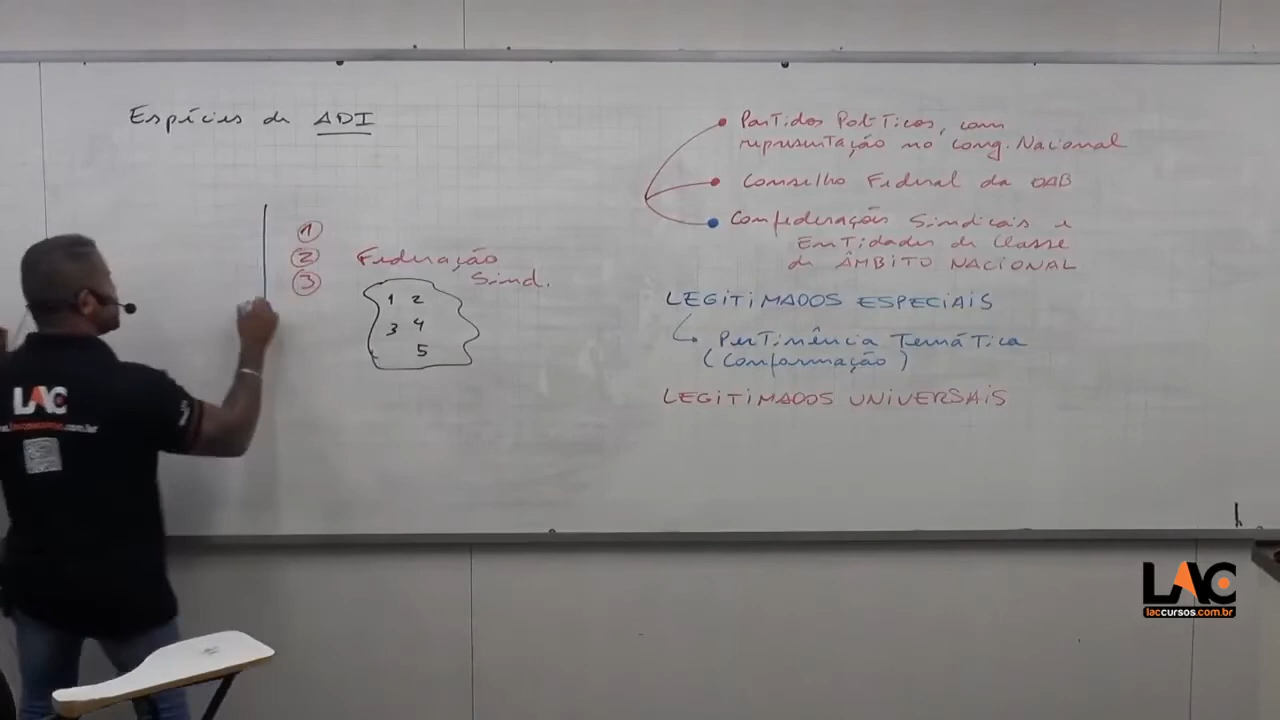 Espécies de ADI
1
2
3
Federação
Sind.
1 2
3 4
5
Partidos Políticos, com
representação no Cong. Nacional
Conselho Federal da OAB
Confederações Sindicais e
Entidades de Classe
de ÂMBITO NACIONAL
LEGITIMADOS ESPECIAIS
Pertinência Temática
(Conformação)
LEGITIMADOS UNIVERSAIS
LAC
LAC
laccursos.com.br